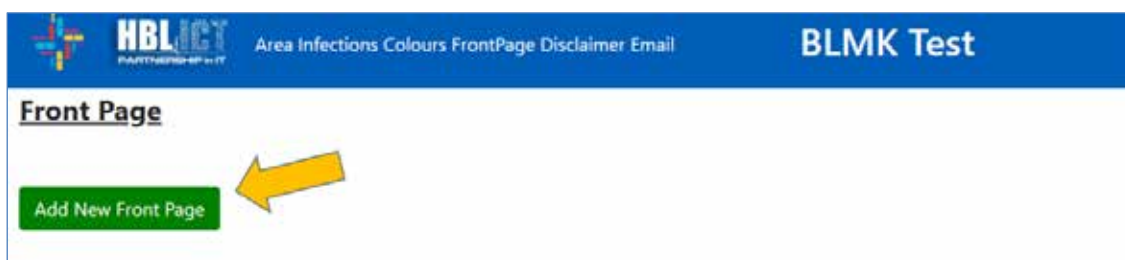 HBL ICT
PARTNERSHIP in IT
Area Infections Colours FrontPage Disclaimer Email
BLMK Test
Front Page
Add New Front Page